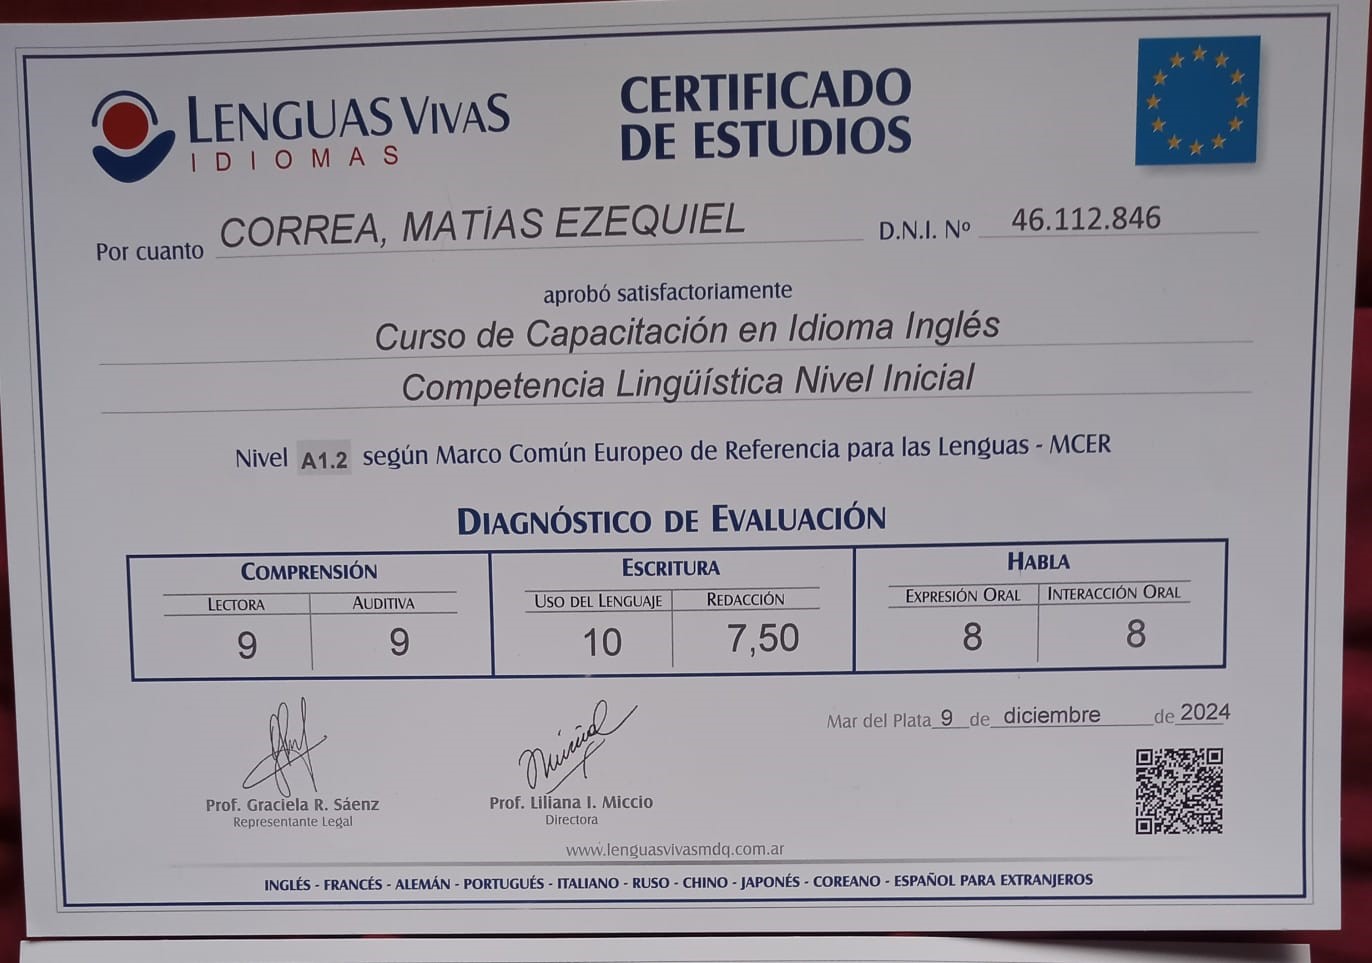 LENGUAS VIVAS
IDIOMAS
CERTIFICADO
DE ESTUDIOS
Por cuanto CORREA, MATÍAS EZEQUIEL D.N.I. Nº 46.112.846
aprobó satisfactoriamente
Curso de Capacitación en Idioma Inglés
Competencia Lingüística Nivel Inicial
Nivel A1.2 según Marco Común Europeo de Referencia para las Lenguas - MCER
DIAGNÓSTICO DE EVALUACIÓN
COMPRENSIÓN ESCRITURA HABLA
LECTORA AUDITIVA USO DEL LENGUAJE REDACCIÓN EXPRESIÓN ORAL INTERACCIÓN ORAL
9 9 10 7,50 8 8
Mar del Plata 9 de diciembre de 2024
Prof. Graciela R. Sáenz
Representante Legal
Prof. Liliana I. Miccio
Directora
www.lenguasvivasmdq.com.ar
INGLÉS - FRANCÉS - ALEMÁN - PORTUGUÉS - ITALIANO - RUSO - CHINO - JAPONÉS - COREANO - ESPAÑOL PARA EXTRANJEROS